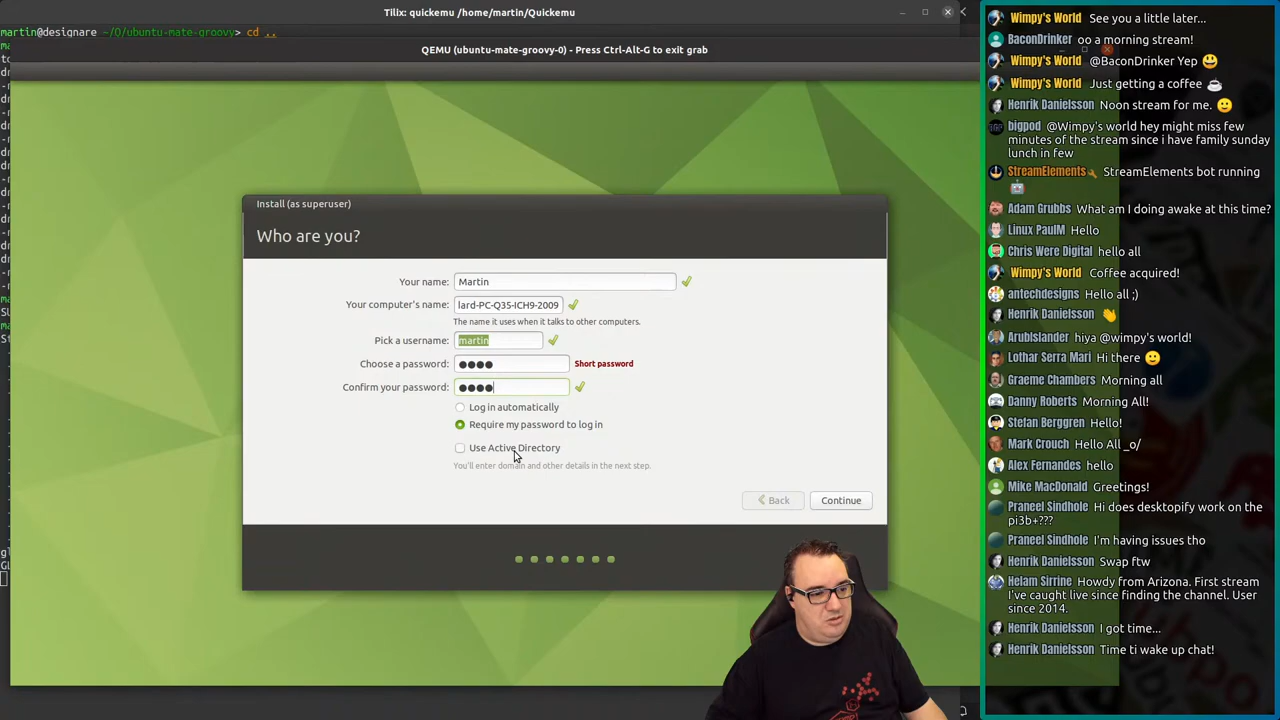 Tilix: quickemu /home/martin/Quickemu
martin@designare ~/Q/ubuntu-mate-groovy> cd ..
QEMU (ubuntu-mate-groovy-0) - Press Ctrl-Alt-G to exit grab
Install (as superuser)
Who are you?
Your name: Martin
Your computer's name: lard-PC-Q35-ICH9-2009
The name it uses when it talks to other computers.
Pick a username: martin
Choose a password: ●●●● Short password
Confirm your password: ●●●●
Log in automatically
Require my password to log in
Use Active Directory
You'll enter domain and other details in the next step.
Back Continue
Wimpy's World See you a little later...
BaconDrinker oo a morning stream!
Wimpy's World @BaconDrinker Yep 😃
Wimpy's World Just getting a coffee ☕
Henrik Danielsson Noon stream for me. 🙂
bigpod @Wimpy's world hey might miss few
minutes of the stream since i have family sunday
lunch in few
StreamElements StreamElements bot running
🤖
Adam Grubbs What am I doing awake at this time?
Linux PaulM Hello
Chris Were Digital hello all
Wimpy's World Coffee acquired!
antechdesigns Hello all ;)
Henrik Danielsson 👋
ArubIslander hiya @wimpy's world!
Lothar Serra Mari Hi there 🙂
Graeme Chambers Morning all
Danny Roberts Morning All!
Stefan Berggren Hello!
Mark Crouch Hello All _o/
Alex Fernandes hello
Mike MacDonald Greetings!
Praneel Sindhole Hi does desktopify work on the
pi3b+???
Praneel Sindhole I'm having issues tho
Henrik Danielsson Swap ftw
Helam Sirrine Howdy from Arizona. First stream
I've caught live since finding the channel. User
since 2014.
Henrik Danielsson I got time...
Henrik Danielsson Time ti wake up chat!